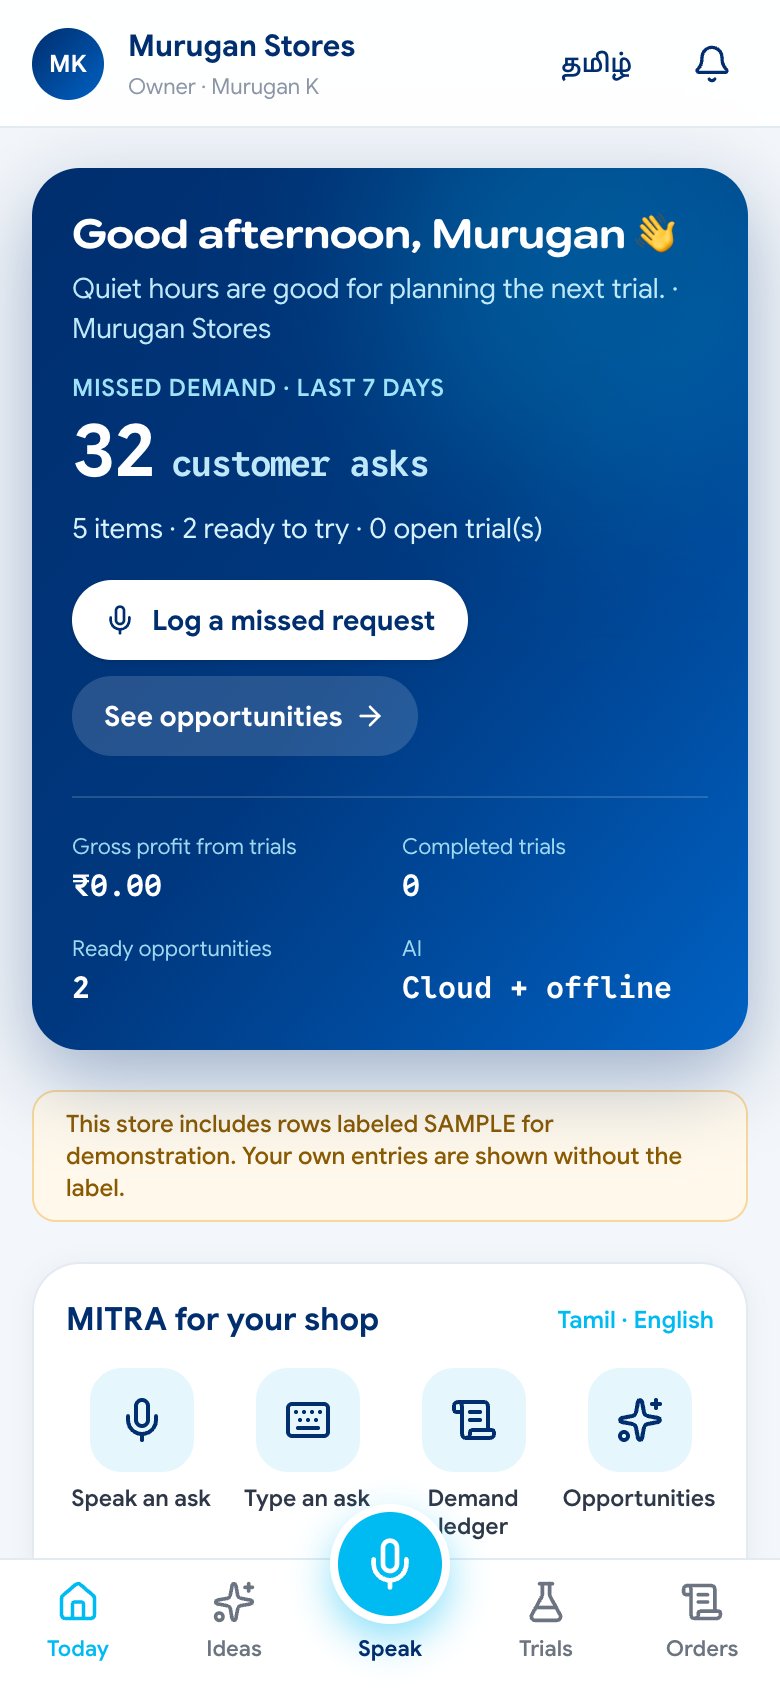 MK
Murugan Stores
Owner · Murugan K
தமிழ்
Good afternoon, Murugan 👋
Quiet hours are good for planning the next trial. ·
Murugan Stores
MISSED DEMAND · LAST 7 DAYS
32 customer asks
5 items · 2 ready to try · 0 open trial(s)
Log a missed request
See opportunities →
Gross profit from trials
₹0.00
Completed trials
0
Ready opportunities
2
AI
Cloud + offline
This store includes rows labeled SAMPLE for
demonstration. Your own entries are shown without the
label.
MITRA for your shop
Tamil · English
Speak an ask
Type an ask
Demand
ledger
Opportunities
Today
Ideas
Speak
Trials
Orders